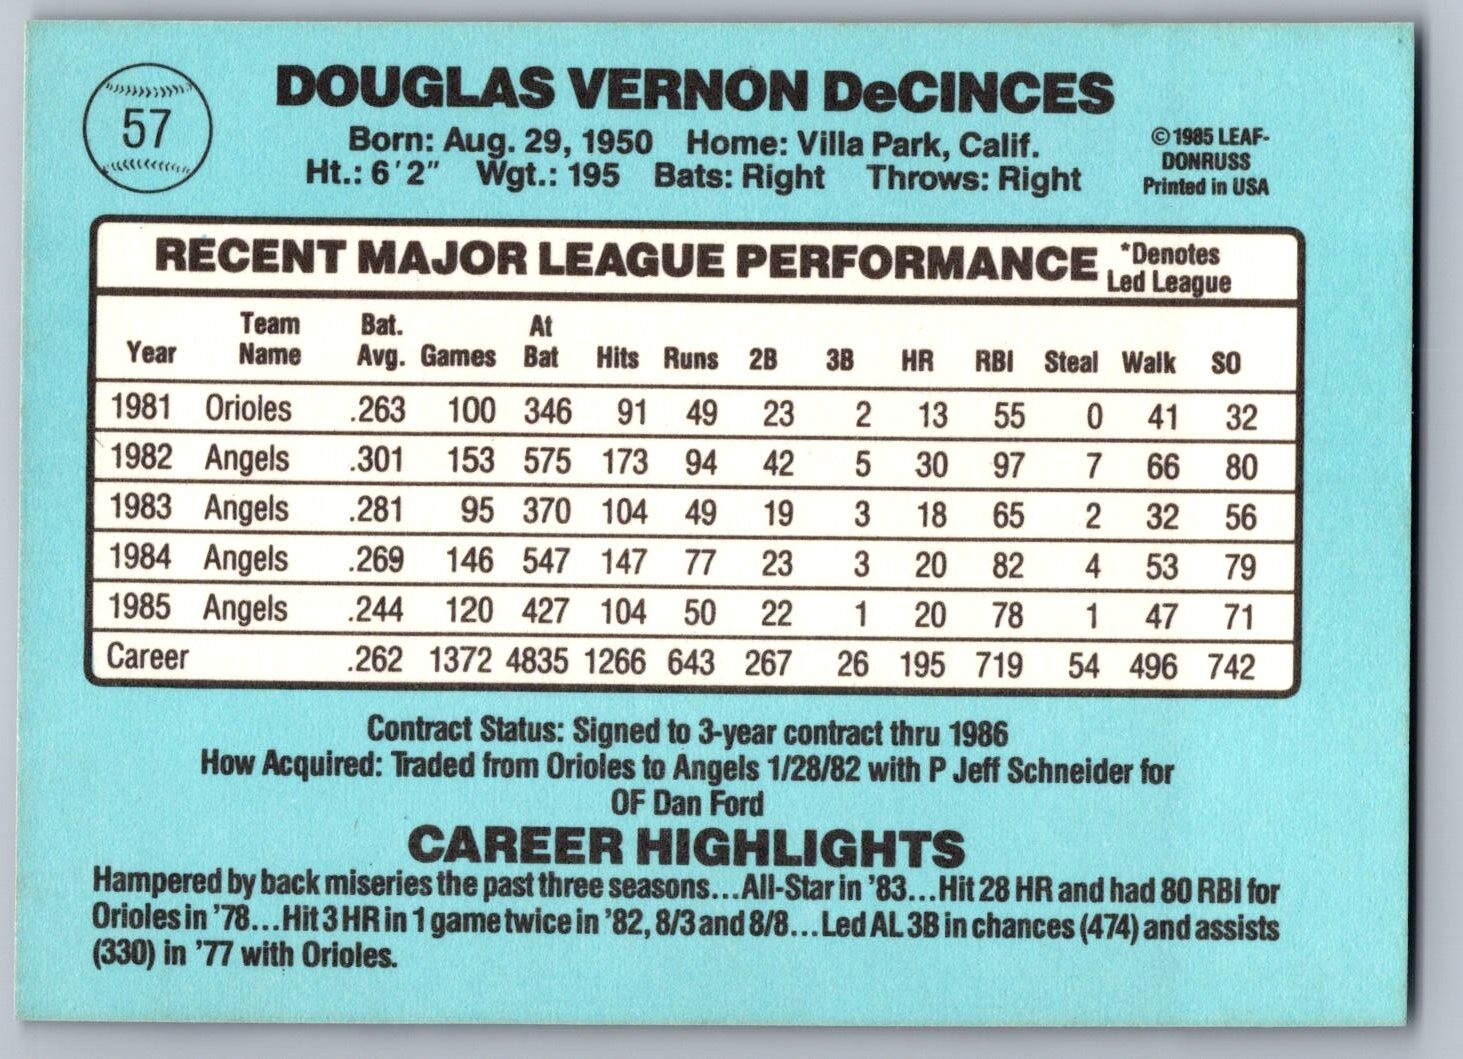 57
DOUGLAS VERNON DeCINCES
Born: Aug. 29, 1950 Home: Villa Park, Calif.
Ht.: 6'2" Wgt.: 195 Bats: Right Throws: Right
© 1985 LEAF-
DONRUSS
Printed in USA
RECENT MAJOR LEAGUE PERFORMANCE *Denotes
Led League
Year Team Name Bat. Avg. Games At Bat Hits Runs 2B 3B HR RBI Steal Walk SO
1981 Orioles .263 100 346 91 49 23 2 13 55 0 41 32
1982 Angels .301 153 575 173 94 42 5 30 97 7 66 80
1983 Angels .281 95 370 104 49 19 3 18 65 2 32 56
1984 Angels .269 146 547 147 77 23 3 20 82 4 53 79
1985 Angels .244 120 427 104 50 22 1 20 78 1 47 71
Career .262 1372 4835 1266 643 267 26 195 719 54 496 742
Contract Status: Signed to 3-year contract thru 1986
How Acquired: Traded from Orioles to Angels 1/28/82 with P Jeff Schneider for
OF Dan Ford
CAREER HIGHLIGHTS
Hampered by back miseries the past three seasons...All-Star in '83...Hit 28 HR and had 80 RBI for
Orioles in '78...Hit 3 HR in 1 game twice in '82, 8/3 and 8/8...Led AL 3B in chances (474) and assists
(330) in '77 with Orioles.